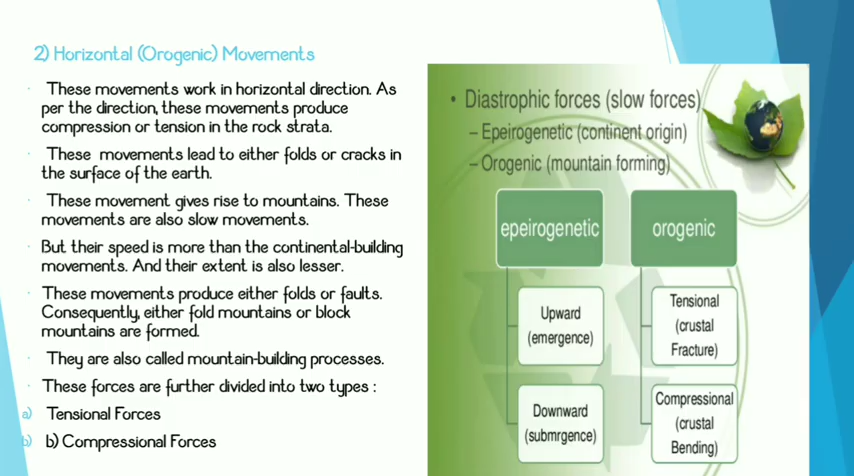 2) Horizontal (Orogenic) Movements
These movements work in horizontal direction. As
per the direction, these movements produce
compression or tension in the rock strata.
These movements lead to either folds or cracks in
the surface of the earth.
These movement gives rise to mountains. These
movements are also slow movements.
But their speed is more than the continental-building
movements. And their extent is also lesser.
These movements produce either folds or faults.
Consequently, either fold mountains or block
mountains are formed.
They are also called mountain-building processes.
These forces are further divided into two types :
a) Tensional Forces
b) b) Compressional Forces
• Diastrophic forces (slow forces)
– Epeirogenetic (continent origin)
– Orogenic (mountain forming)
epeirogenetic
Upward
(emergence)
Downward
(submrgence)
orogenic
Tensional
(crustal
Fracture)
Compressional
(crustal
Bending)